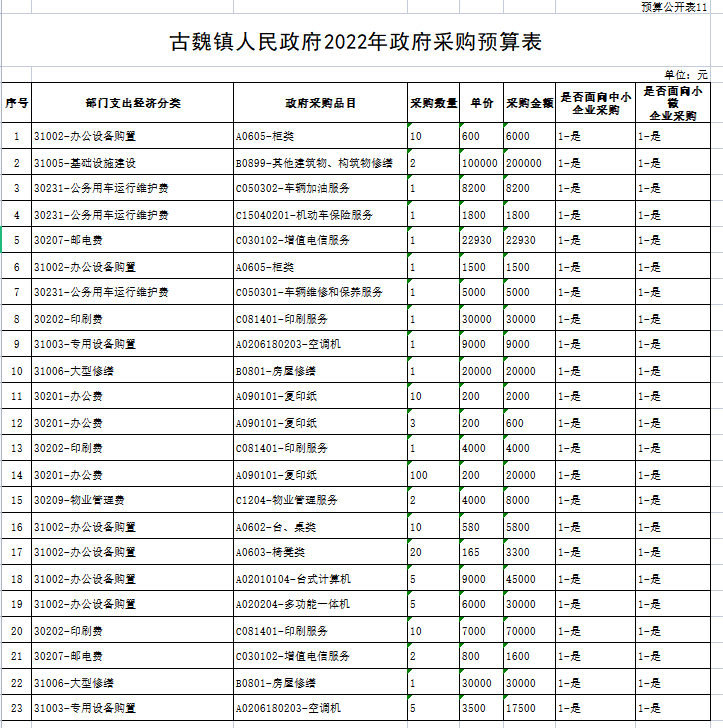 预算公开表11
古魏镇人民政府2022年政府采购预算表
单位：元
序号 部门支出经济分类 政府采购品目 采购数量 单价 采购金额 是否面向中小企业采购 是否面向小微企业采购
1 31002-办公设备购置 A0605-柜类 10 600 6000 1-是 1-是
2 31005-基础设施建设 B0899-其他建筑物、构筑物修缮 2 100000 200000 1-是 1-是
3 30231-公务用车运行维护费 C050302-车辆加油服务 1 8200 8200 1-是 1-是
4 30231-公务用车运行维护费 C15040201-机动车保险服务 1 1800 1800 1-是 1-是
5 30207-邮电费 C030102-增值电信服务 1 22930 22930 1-是 1-是
6 31002-办公设备购置 A0605-柜类 1 1500 1500 1-是 1-是
7 30231-公务用车运行维护费 C050301-车辆维修和保养服务 1 5000 5000 1-是 1-是
8 30202-印刷费 C081401-印刷服务 1 30000 30000 1-是 1-是
9 31003-专用设备购置 A0206180203-空调机 1 9000 9000 1-是 1-是
10 31006-大型修缮 B0801-房屋修缮 1 20000 20000 1-是 1-是
11 30201-办公费 A090101-复印纸 10 200 2000 1-是 1-是
12 30201-办公费 A090101-复印纸 3 200 600 1-是 1-是
13 30202-印刷费 C081401-印刷服务 1 4000 4000 1-是 1-是
14 30201-办公费 A090101-复印纸 100 200 20000 1-是 1-是
15 30209-物业管理费 C1204-物业管理服务 2 4000 8000 1-是 1-是
16 31002-办公设备购置 A0602-台、桌类 10 580 5800 1-是 1-是
17 31002-办公设备购置 A0603-椅凳类 20 165 3300 1-是 1-是
18 31002-办公设备购置 A02010104-台式计算机 5 9000 45000 1-是 1-是
19 31002-办公设备购置 A020204-多功能一体机 5 6000 30000 1-是 1-是
20 30202-印刷费 C081401-印刷服务 10 7000 70000 1-是 1-是
21 30207-邮电费 C030102-增值电信服务 2 800 1600 1-是 1-是
22 31006-大型修缮 B0801-房屋修缮 1 30000 30000 1-是 1-是
23 31003-专用设备购置 A0206180203-空调机 5 3500 17500 1-是 1-是